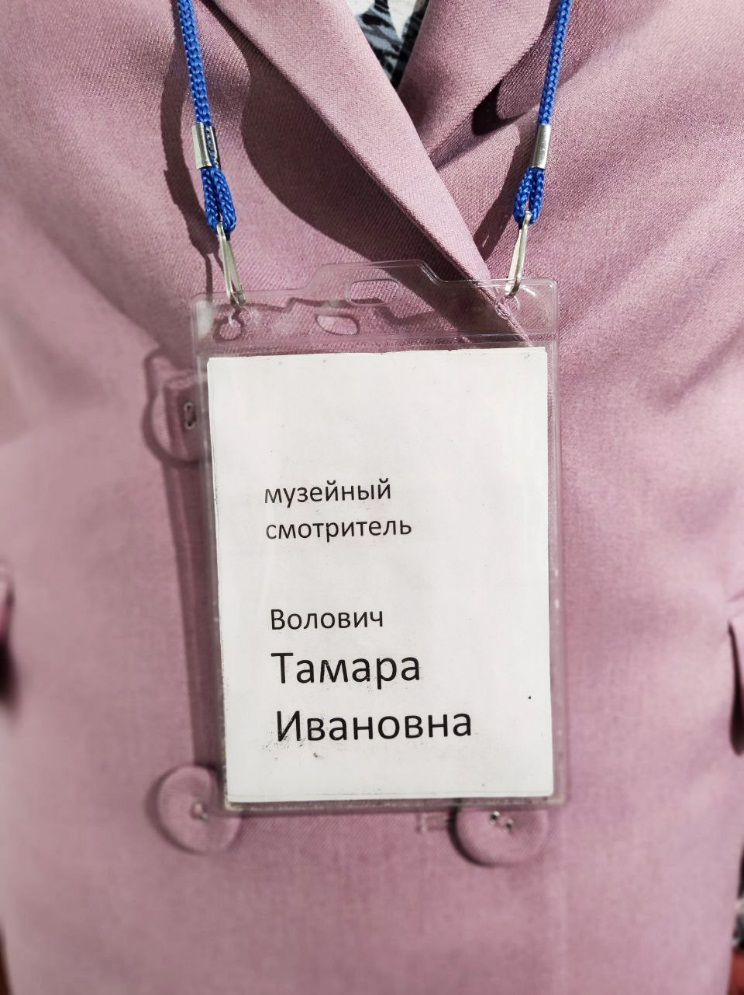 музейный
смотритель
Волович
Тамара
Ивановна